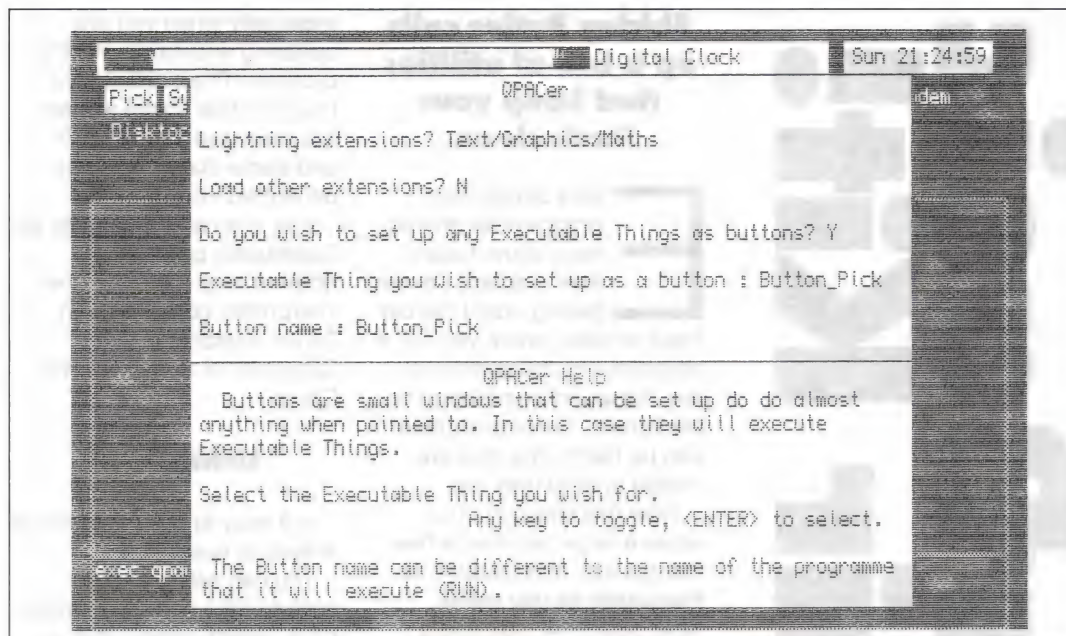 Digital Clock
Sun 21:24:59
Pick
QPACer
dem
Disktoc
Lightning extensions? Text/Graphics/Maths
Load other extensions? N
Do you wish to set up any Executable Things as buttons? Y
Executable Thing you wish to set up as a button : Button_Pick
Button name : Button_Pick
QPACer Help
Buttons are small windows that can be set up do do almost
anything when pointed to. In this case they will execute
Executable Things.
Select the Executable Thing you wish for.
Any key to toggle, <ENTER> to select.
exec qpac
The Button name can be different to the name of the programme
that it will execute (RUN).